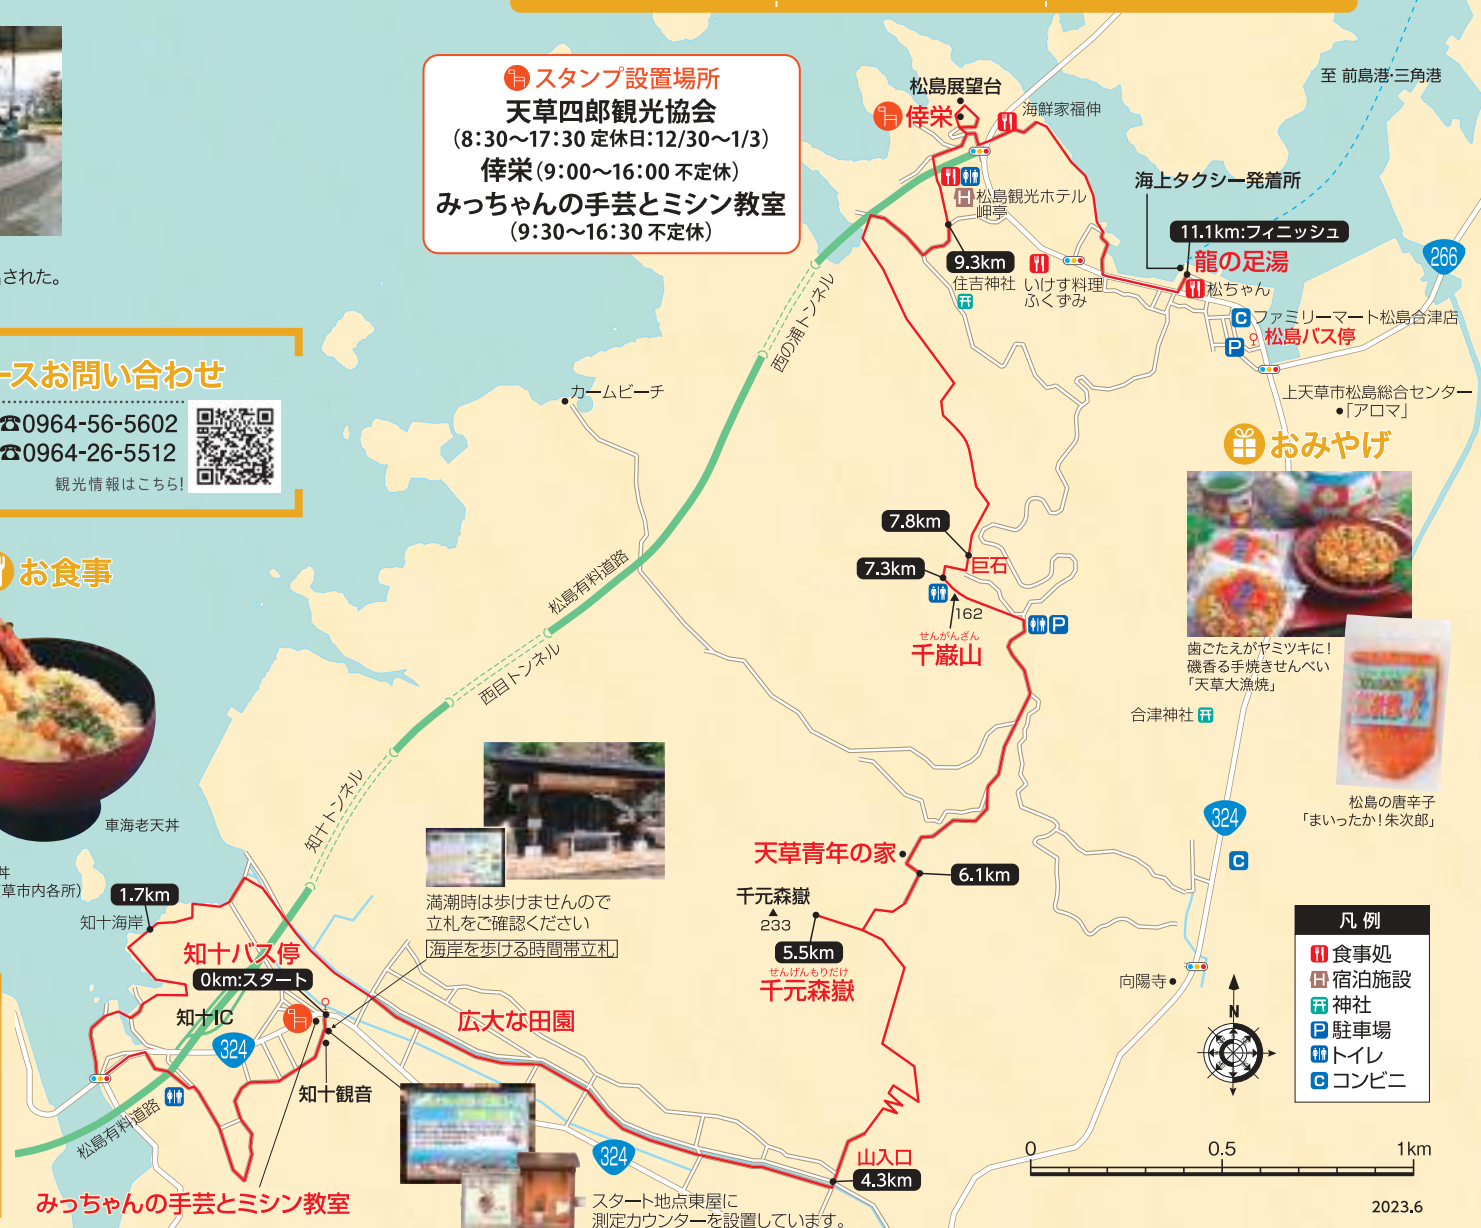 スタンプ設置場所
天草四郎観光協会
(8:30〜17:30 定休日:12/30〜1/3)
倖栄(9:00〜16:00 不定休)
みっちゃんの手芸とミシン教室
(9:30〜16:30 不定休)
された。
ースお問い合わせ
☎0964-56-5602
☎0964-26-5512
観光情報はこちら!
お食事
車海老天丼
丼
草市内各所)
至 前島港・三角港
松島展望台
倖栄
海鮮家福伸
松島観光ホテル
岬亭
海上タクシー発着所
11.1km:フィニッシュ
龍の足湯
松ちゃん
266
9.3km
住吉神社
いけす料理
ふくずみ
ファミリーマート松島合津店
松島バス停
上天草市松島総合センター
「アロマ」
西の浦トンネル
カームビーチ
松島有料道路
西目トンネル
知十トンネル
7.8km
7.3km
巨石
162
せんがんざん
千巌山
おみやげ
歯ごたえがヤミツキに!
磯香る手焼きせんべい
「天草大漁焼」
合津神社
松島の唐辛子
「まいったか!朱次郎」
324
天草青年の家
6.1km
千元森嶽
233
5.5km
せんげんもりだけ
千元森嶽
満潮時は歩けませんので
立札をご確認ください
海岸を歩ける時間帯立札
1.7km
知十海岸
知十バス停
0km:スタート
知十IC
324
広大な田園
知十観音
松島有料道路
みっちゃんの手芸とミシン教室
324
スタート地点東屋に
測定カウンターを設置しています。
山入口
4.3km
向陽寺
N
凡例
食事処
宿泊施設
神社
駐車場
トイレ
コンビニ
0 0.5 1km
2023.6